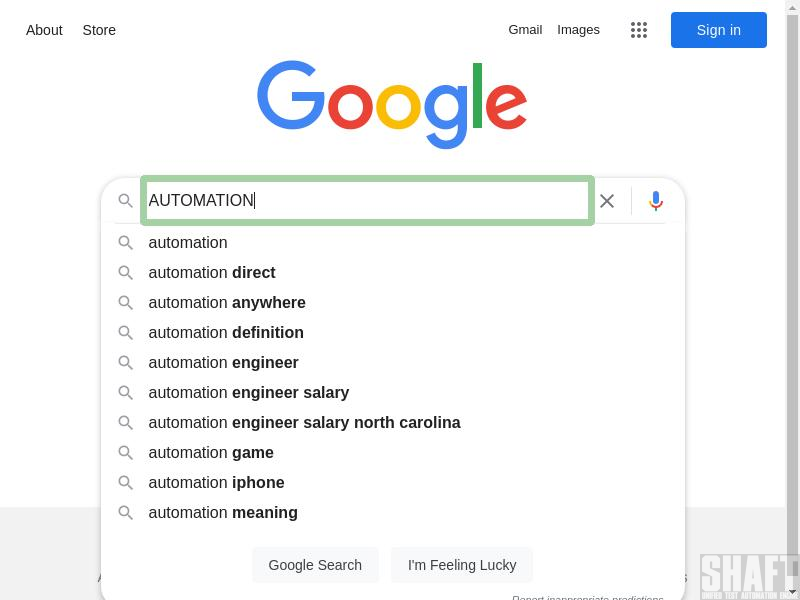 About Store Gmail Images Sign in
Google
AUTOMATION
automation
automation direct
automation anywhere
automation definition
automation engineer
automation engineer salary
automation engineer salary north carolina
automation game
automation iphone
automation meaning
Google Search I'm Feeling Lucky
Report inappropriate predictions
SHAFT